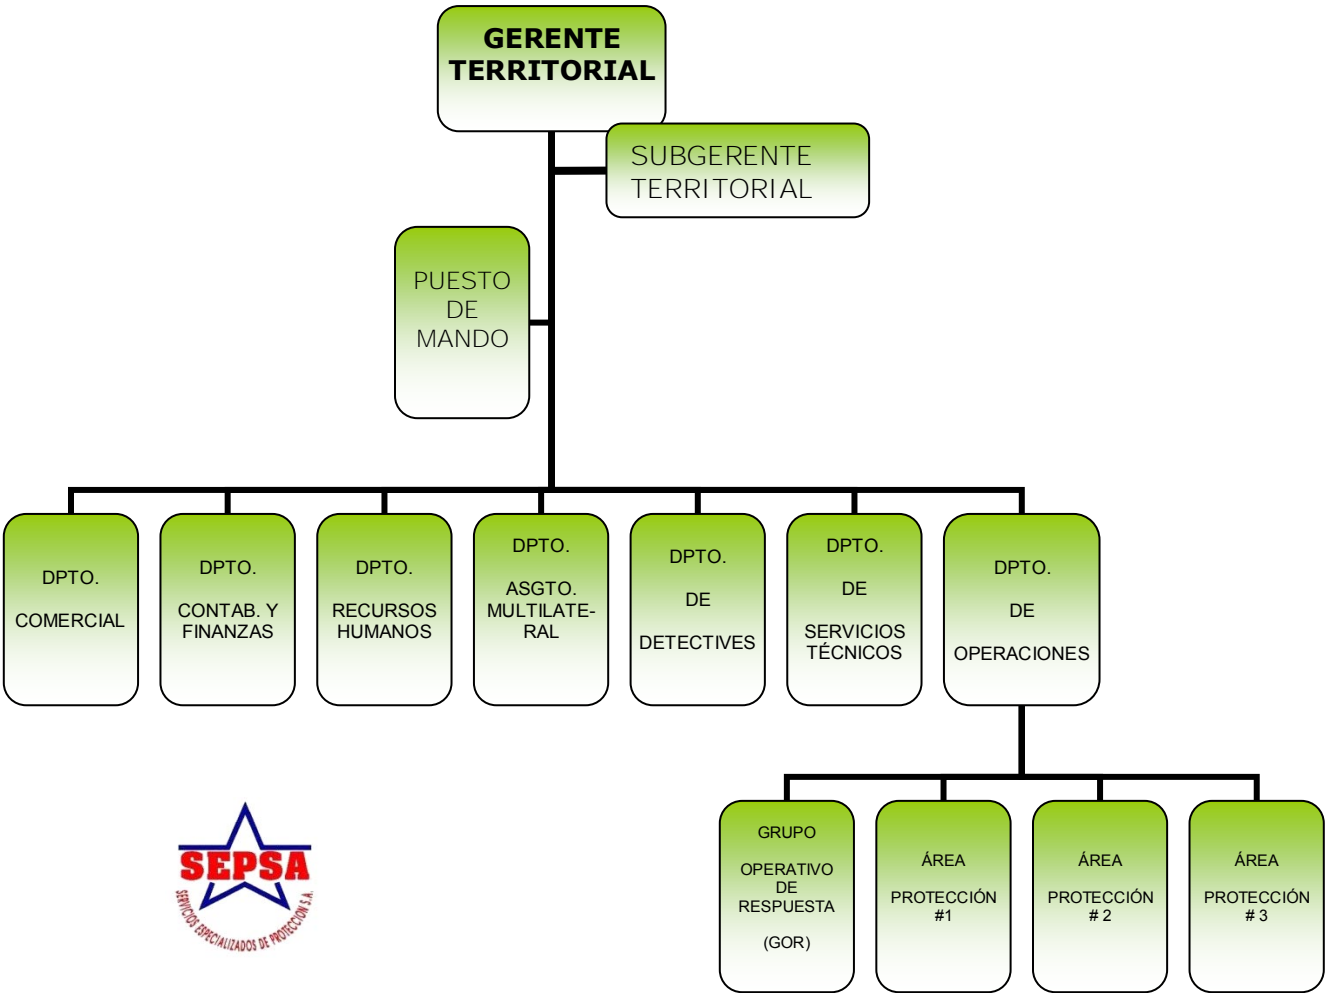 GERENTE
TERRITORIAL
SUBGERENTE
TERRITORIAL
PUESTO
DE
MANDO
DPTO.
COMERCIAL
DPTO.
CONTAB. Y
FINANZAS
DPTO.
RECURSOS
HUMANOS
DPTO.
ASGTO.
MULTILATE-
RAL
DPTO.
DE
DETECTIVES
DPTO.
DE
SERVICIOS
TÉCNICOS
DPTO.
DE
OPERACIONES
GRUPO
OPERATIVO
DE
RESPUESTA
(GOR)
ÁREA
PROTECCIÓN
#1
ÁREA
PROTECCIÓN
# 2
ÁREA
PROTECCIÓN
# 3
SEPSA
SERVICIOS ESPECIALIZADOS DE PROTECCION S.A.